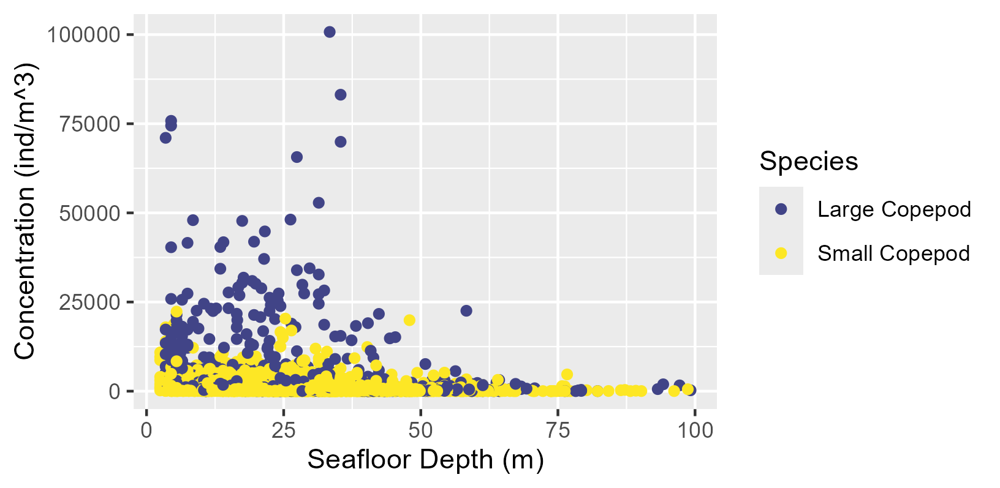 100000
75000
50000
25000
0
0 25 50 75 100
Seafloor Depth (m)
Concentration (ind/m^3)
Species
Large Copepod
Small Copepod